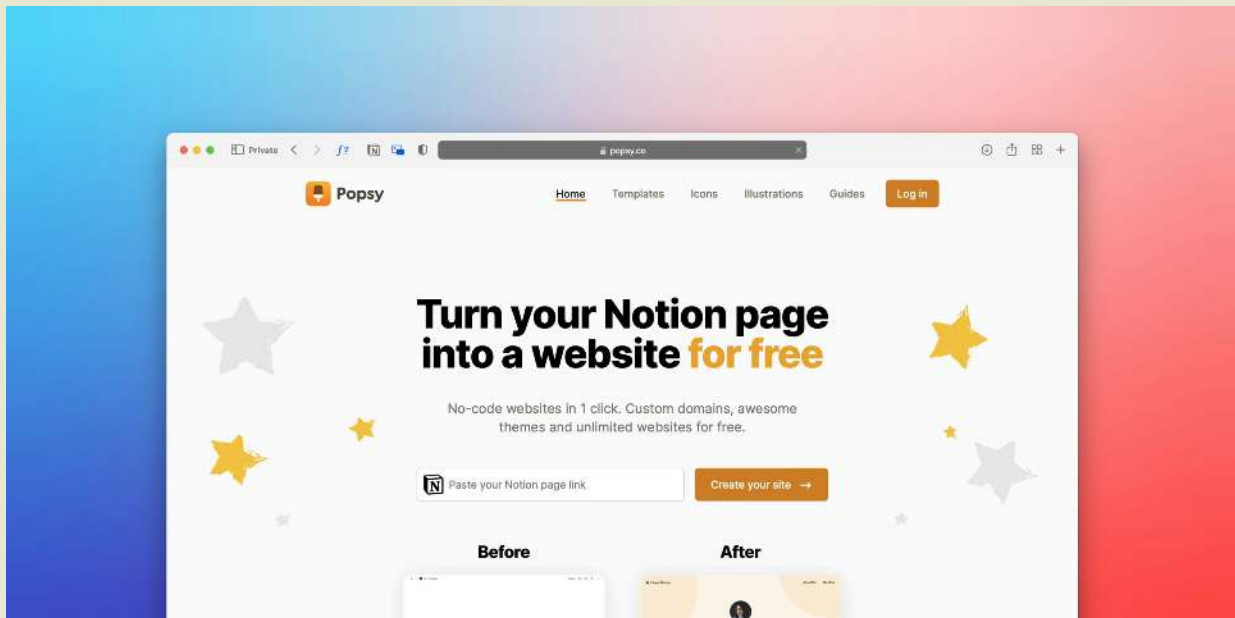 Private
popsy.co
Popsy
Home Templates Icons Illustrations Guides Log in
Turn your Notion page
into a website for free
No-code websites in 1 click. Custom domains, awesome
themes and unlimited websites for free.
N Paste your Notion page link
Create your site →
Before After